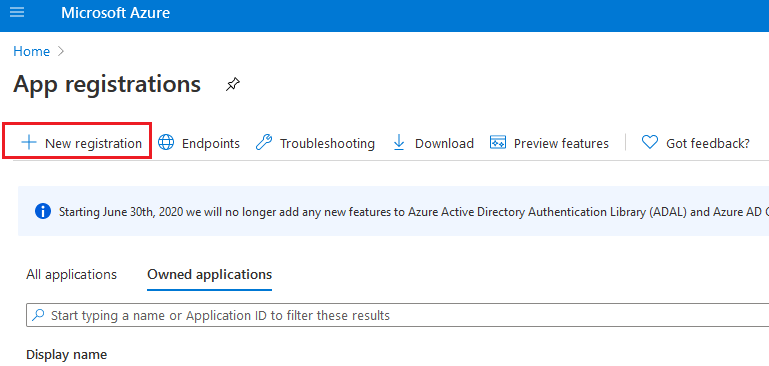 Microsoft Azure
Home
App registrations
New registration Endpoints Troubleshooting Download Preview features Got feedback?
Starting June 30th, 2020 we will no longer add any new features to Azure Active Directory Authentication Library (ADAL) and Azure AD
All applications Owned applications
Start typing a name or Application ID to filter these results
Display name